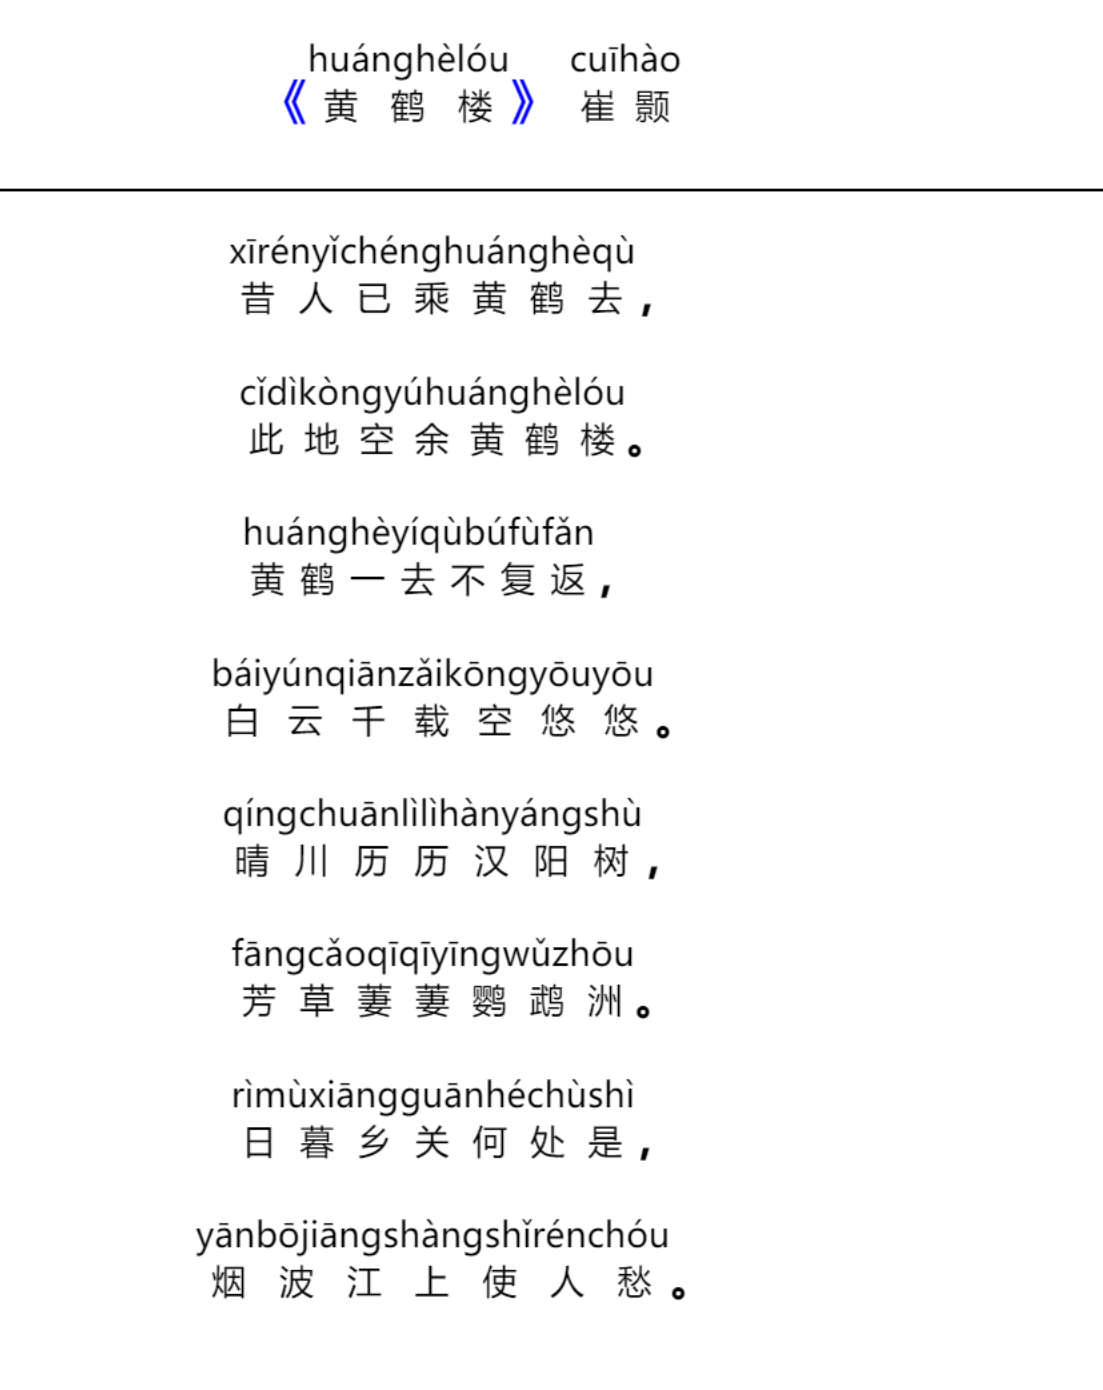 huánghèlóu cuīhào
《黄鹤楼》 崔颢
xīrényǐchénghuánghèqù
昔人已乘黄鹤去，
cǐdìkòngyúhuánghèlóu
此地空余黄鹤楼。
huánghèyíqùbúfùfǎn
黄鹤一去不复返，
báiyúnqiānzǎikōngyōuyōu
白云千载空悠悠。
qíngchuānlìlìhànyángshù
晴川历历汉阳树，
fāngcǎoqīqīyīngwǔzhōu
芳草萋萋鹦鹉洲。
rìmùxiāngguānhéchùshì
日暮乡关何处是，
yānbōjiāngshàngshǐrénchóu
烟波江上使人愁。